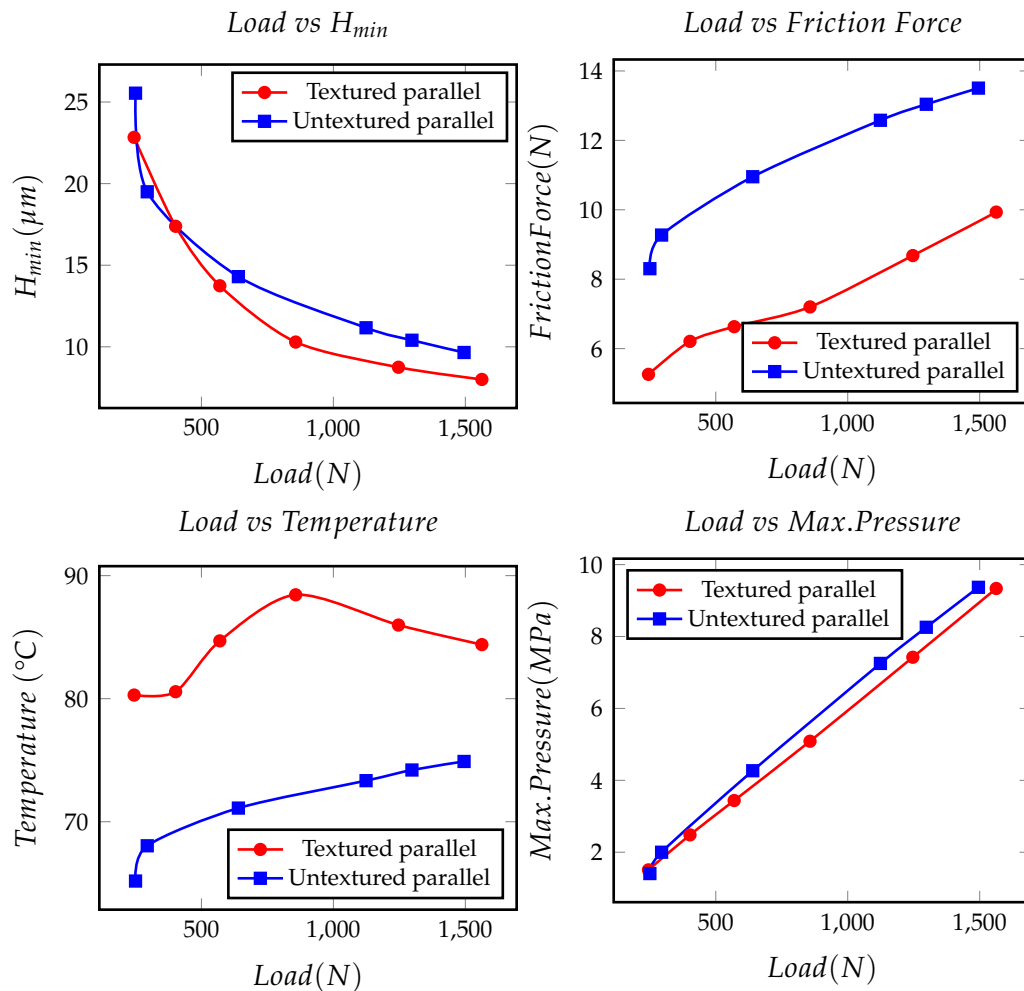 Load vs H_min
25
20
15
10
H_min(μm)
Textured parallel
Untextured parallel
500 1,000 1,500
Load(N)
Load vs Friction Force
14
12
10
8
6
FrictionForce(N)
Textured parallel
Untextured parallel
500 1,000 1,500
Load(N)
Load vs Temperature
90
80
70
Temperature (°C)
Textured parallel
Untextured parallel
500 1,000 1,500
Load(N)
Load vs Max.Pressure
10
8
6
4
2
Max.Pressure(MPa)
Textured parallel
Untextured parallel
500 1,000 1,500
Load(N)